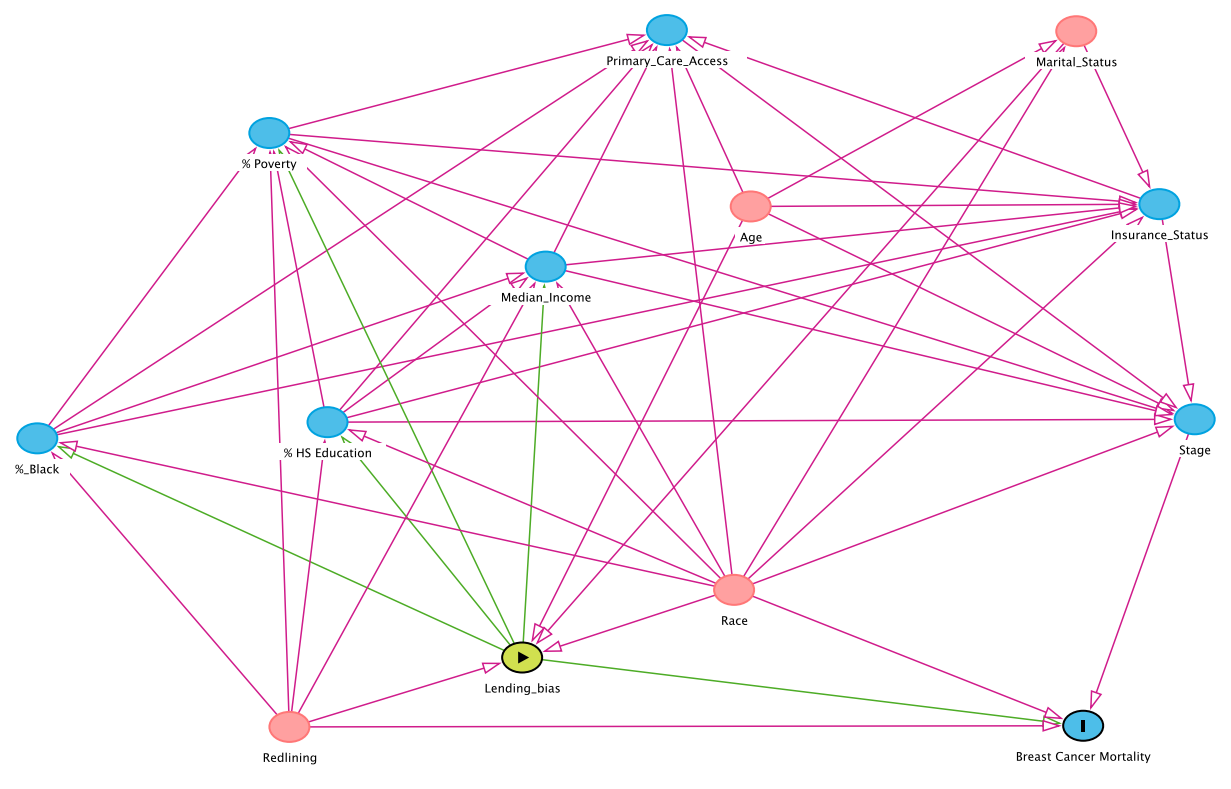 Primary_Care_Access
Marital_Status
% Poverty
Age
Insurance_Status
Median_Income
% HS Education
Stage
%_Black
Race
Lending_bias
Redlining
Breast Cancer Mortality